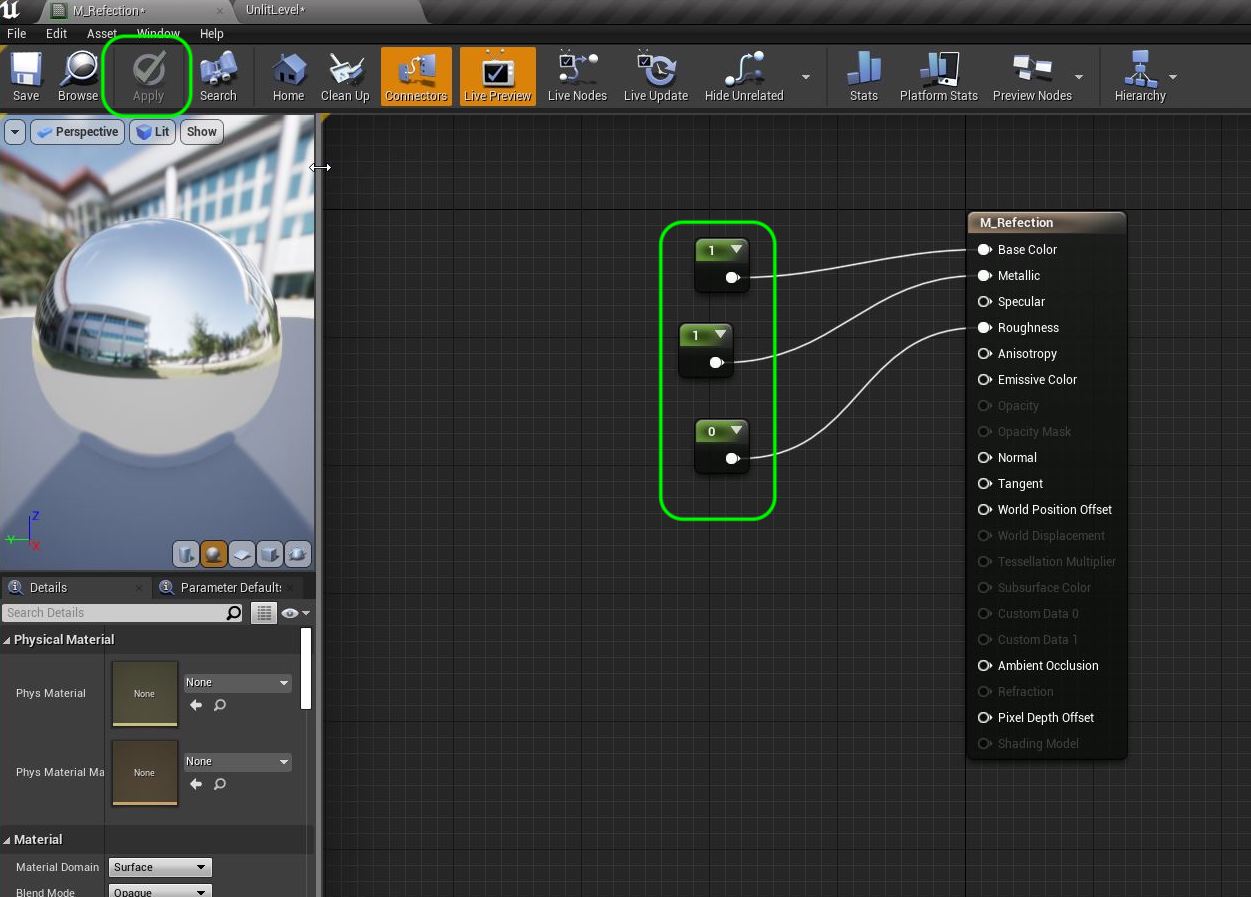 M_Refection*
UnlitLevel*
File Edit Asset Window Help
Save Browse Apply Search Home Clean Up Connectors Live Preview Live Nodes Live Update Hide Unrelated Stats Platform Stats Preview Nodes Hierarchy
Perspective Lit Show
Z
Y
X
1
1
0
M_Refection
Base Color
Metallic
Specular
Roughness
Anisotropy
Emissive Color
Opacity
Opacity Mask
Normal
Tangent
World Position Offset
World Displacement
Tessellation Multiplier
Subsurface Color
Custom Data 0
Custom Data 1
Ambient Occlusion
Refraction
Pixel Depth Offset
Shading Model
Details Parameter Defaults
Search Details
Physical Material
Phys Material None None
Phys Material Ma None None
Material
Material Domain Surface
Blend Mode Opaque